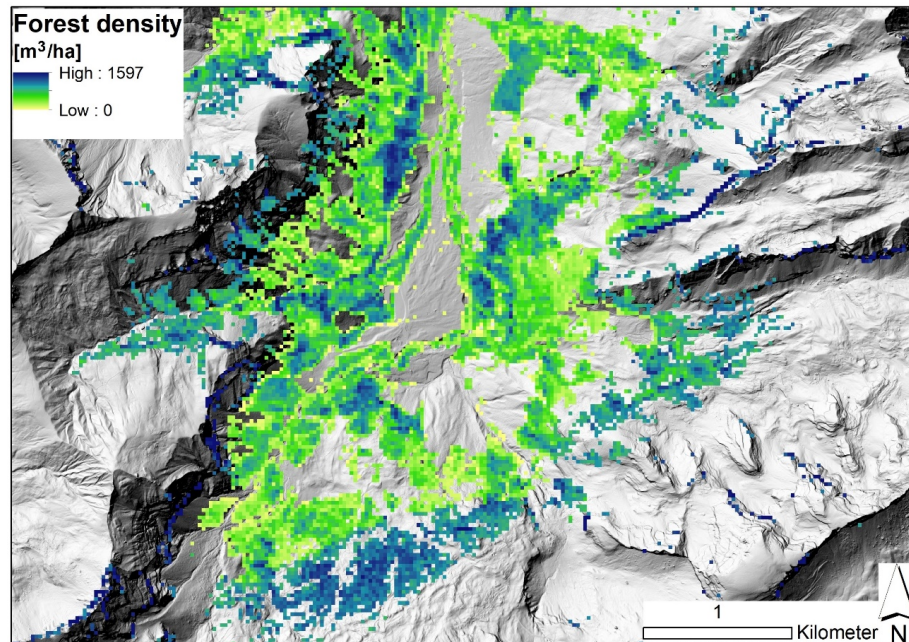 Forest density
[m³/ha]
High : 1597
Low : 0
1
Kilometer
N